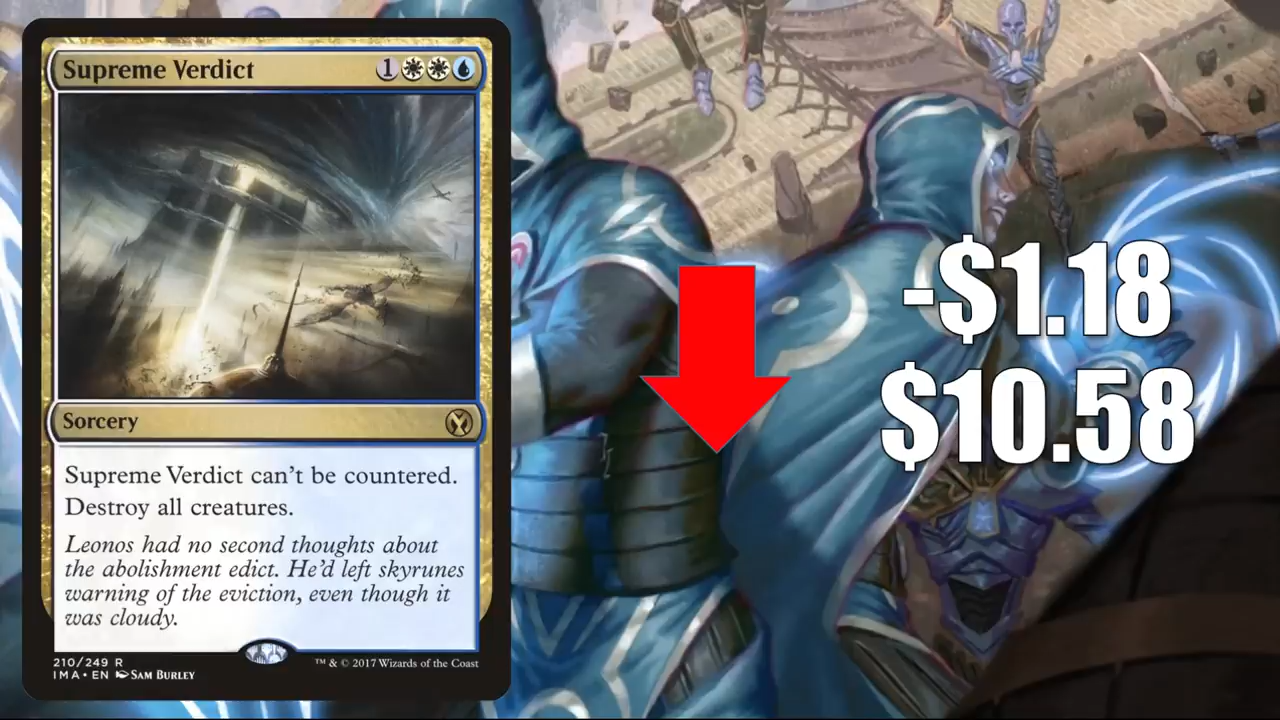 Supreme Verdict 1
Sorcery
Supreme Verdict can't be countered.
Destroy all creatures.
Leonos had no second thoughts about
the abolishment edict. He'd left skyrunes
warning of the eviction, even though it
was cloudy.
210/249 R
IMA • EN Sam Burley
™ & © 2017 Wizards of the Coast
-$1.18
$10.58